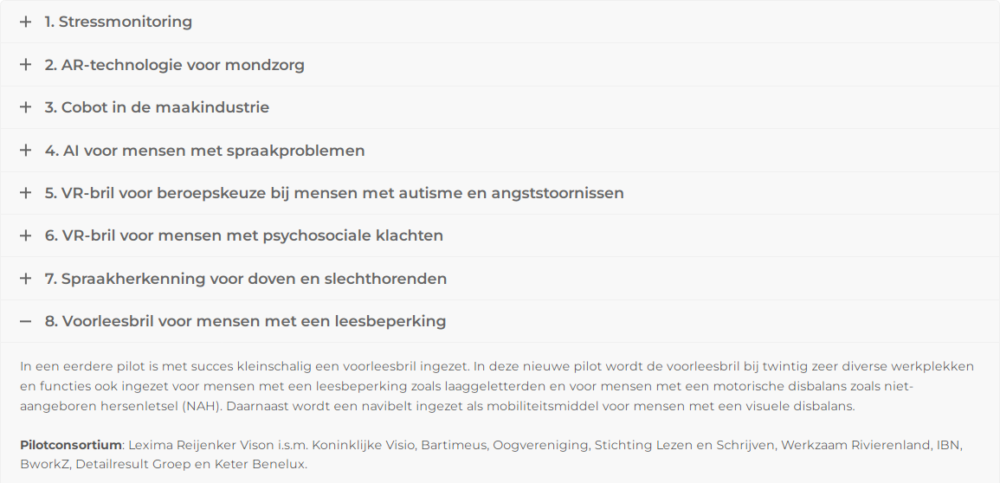 1. Stressmonitoring
2. AR-technologie voor mondzorg
3. Cobot in de maakindustrie
4. AI voor mensen met spraakproblemen
5. VR-bril voor beroepskeuze bij mensen met autisme en angststoornissen
6. VR-bril voor mensen met psychosociale klachten
7. Spraakherkenning voor doven en slechthorenden
8. Voorleesbril voor mensen met een leesbeperking
In een eerdere pilot is met succes kleinschalig een voorleesbril ingezet. In deze nieuwe pilot wordt de voorleesbril bij twintig zeer diverse werkplekken
en functies ook ingezet voor mensen met een leesbeperking zoals laaggeletterden en voor mensen met een motorische disbalans zoals niet-
aangeboren hersenletsel (NAH). Daarnaast wordt een navibelt ingezet als mobiliteitsmiddel voor mensen met een visuele disbalans.
Pilotconsortium: Lexima Reijenker Vison i.s.m. Koninklijke Visio, Bartimeus, Oogvereniging, Stichting Lezen en Schrijven, Werkzaam Rivierenland, IBN,
BworkZ, Detailresult Groep en Keter Benelux.